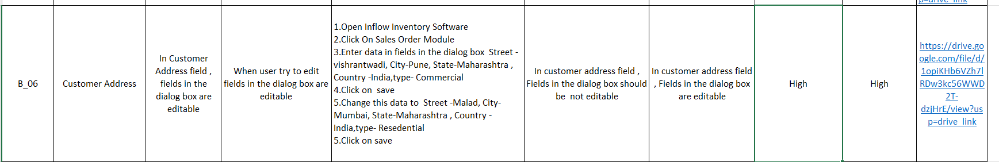 p=drive_link
B_06
Customer Address
In Customer
Address field ,
fields in the
dialog box are
editable
When user try to edit
fields in the dialog box are
editable
1.Open Inflow Inventory Software
2.Click On Sales Order Module
3.Enter data in fields in the dialog box  Street -
vishrantwadi, City-Pune, State-Maharashtra ,
Country -India,type- Commercial
4.Click on  save
5.Change this data to  Street -Malad, City-
Mumbai, State-Maharashtra , Country -
India,type- Resedential
5.Click on save
In customer address field ,
Fields in the dialog box should
be  not editable
In customer address field
, Fields in the dialog box
are editable
High
High
https://drive.go
ogle.com/file/d/
1opiKHb6VZh7l
RDw3kc56WWD
2T-
dzjHrE/view?us
p=drive_link